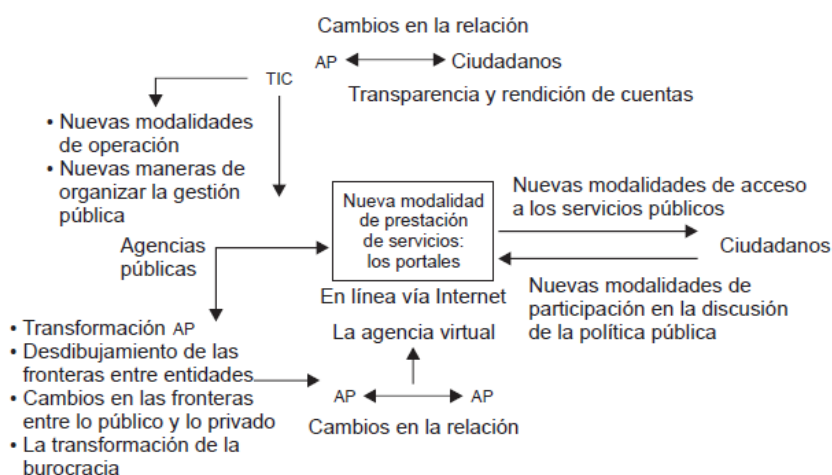 Cambios en la relación
AP Ciudadanos
TIC
Transparencia y rendición de cuentas
• Nuevas modalidades
de operación
• Nuevas maneras de
organizar la gestión
pública
Nueva modalidad
de prestación
de servicios:
los portales
Nuevas modalidades de acceso
a los servicios públicos
Agencias
públicas
Ciudadanos
En línea vía Internet
Nuevas modalidades de
participación en la discusión
de la política pública
La agencia virtual
• Transformación AP
• Desdibujamiento de las
fronteras entre entidades
• Cambios en las fronteras
entre lo público y lo privado
• La transformación de la
burocracia
AP AP
Cambios en la relación